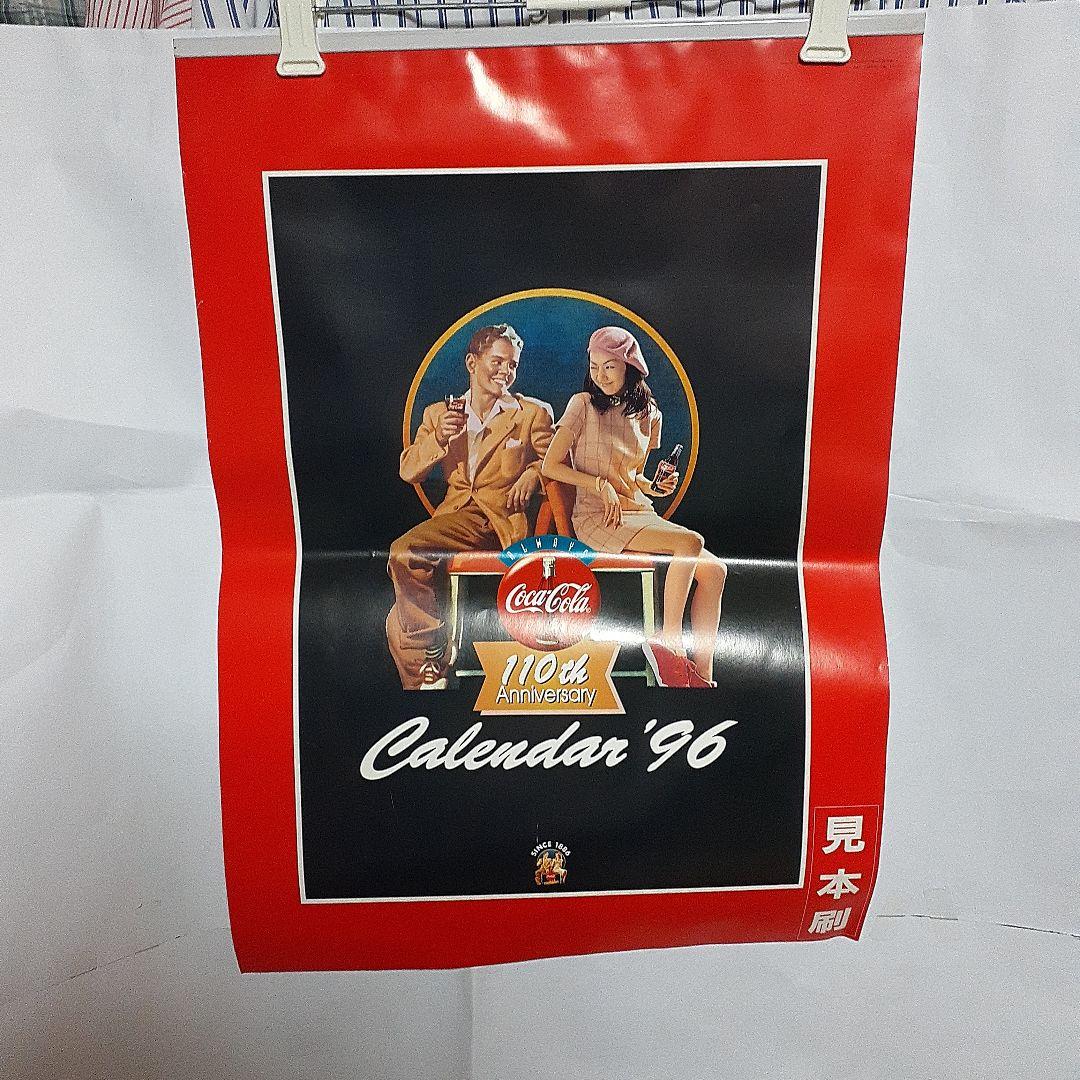 ALWAYS
Coca-Cola
110th
Anniversary
Calendar '96
SINCE 1886
見本刷